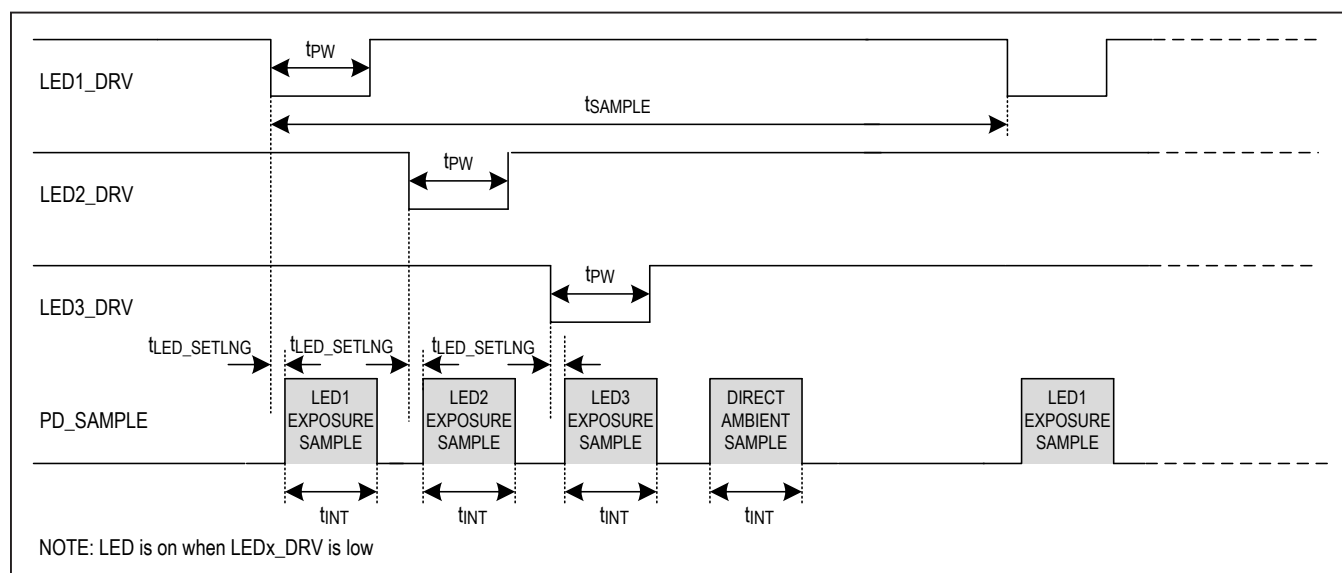 tPW
LED1_DRV
tSAMPLE
tPW
LED2_DRV
tPW
LED3_DRV
tLED_SETLNG tLED_SETLNG tLED_SETLNG
PD_SAMPLE
LED1
EXPOSURE
SAMPLE
LED2
EXPOSURE
SAMPLE
LED3
EXPOSURE
SAMPLE
DIRECT
AMBIENT
SAMPLE
LED1
EXPOSURE
SAMPLE
tINT tINT tINT tINT
NOTE: LED is on when LEDx_DRV is low